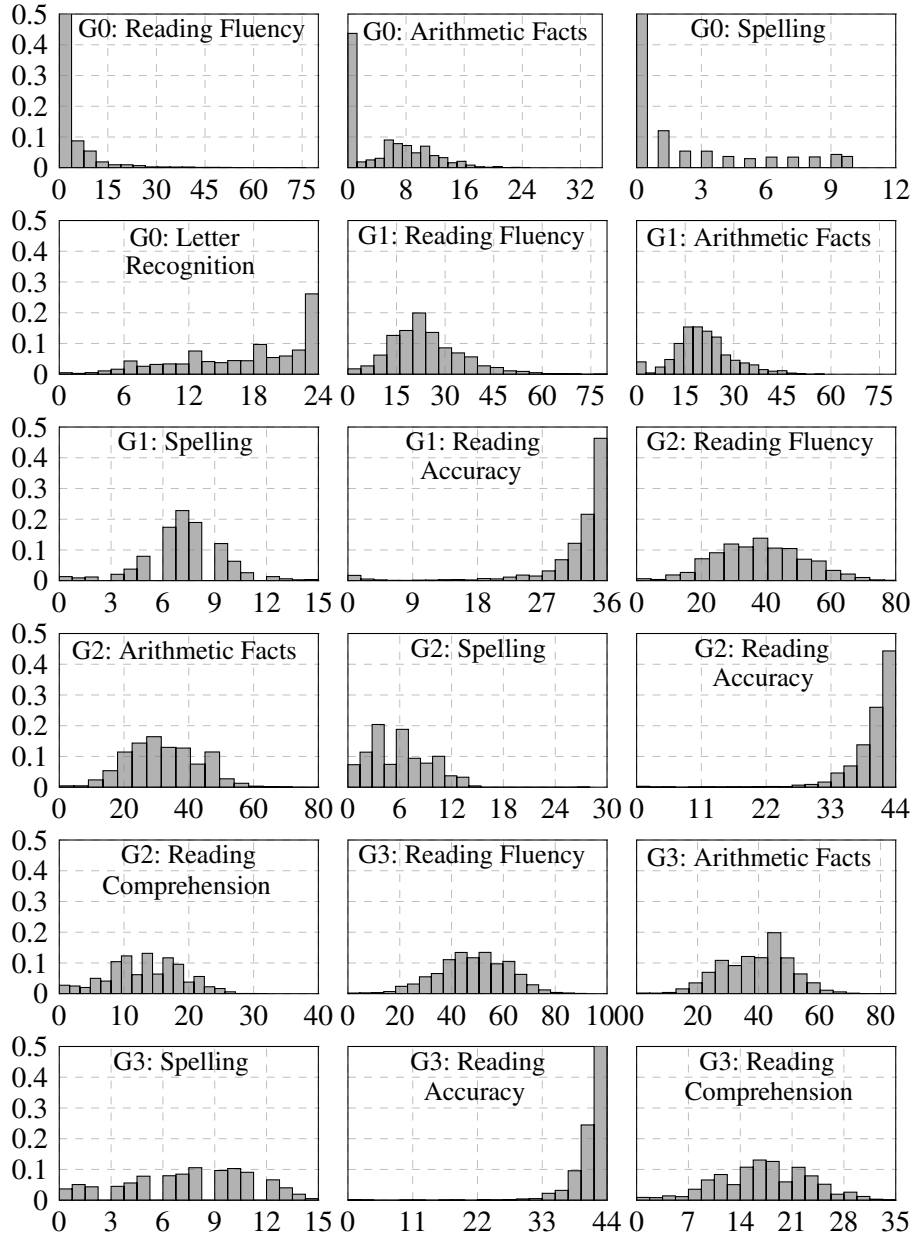 0.5 G0: Reading Fluency G0: Arithmetic Facts G0: Spelling
0.4
0.3
0.2
0.1
0
0 15 30 45 60 75 0 8 16 24 32 0 3 6 9 12
0.5 G0: Letter G1: Reading Fluency G1: Arithmetic Facts
0.4 Recognition
0.3
0.2
0.1
0
0 6 12 18 24 0 15 30 45 60 75 0 15 30 45 60 75
0.5 G1: Spelling G1: Reading G2: Reading Fluency
0.4 Accuracy
0.3
0.2
0.1
0
0 3 6 9 12 15 0 9 18 27 36 0 20 40 60 80
0.5 G2: Arithmetic Facts G2: Spelling G2: Reading
0.4 Accuracy
0.3
0.2
0.1
0
0 20 40 60 80 0 6 12 18 24 30 0 11 22 33 44
0.5 G2: Reading G3: Reading Fluency G3: Arithmetic Facts
0.4 Comprehension
0.3
0.2
0.1
0
0 10 20 30 40 0 20 40 60 80 100 0 20 40 60 80
0.5 G3: Spelling G3: Reading G3: Reading
0.4 Accuracy Comprehension
0.3
0.2
0.1
0
0 3 6 9 12 15 0 11 22 33 44 0 7 14 21 28 35